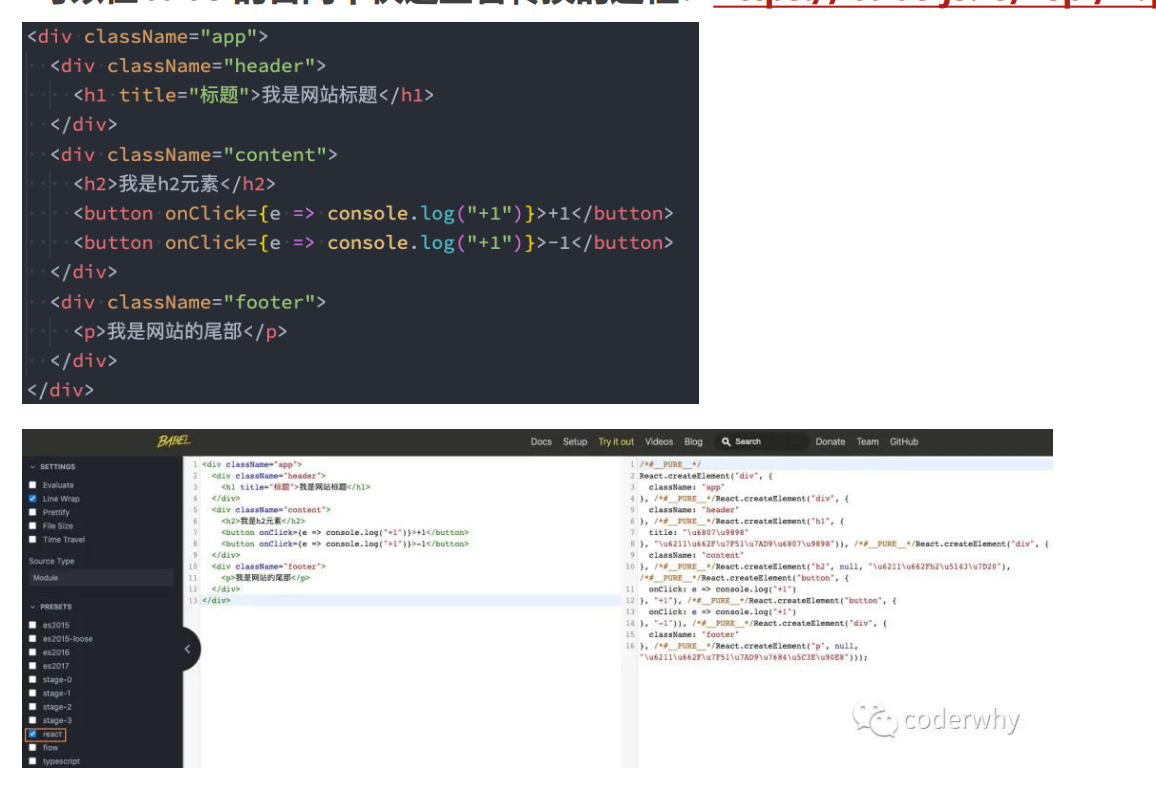 <div className="app">
<div className="header">
<h1 title="标题">我是网站标题</h1>
</div>
<div className="content">
<h2>我是h2元素</h2>
<button onClick={e => console.log("+1")}>+1</button>
<button onClick={e => console.log("+1")}>-1</button>
</div>
<div className="footer">
<p>我是网站的尾部</p>
</div>
</div>
BABEL
Docs Setup Try it out Videos Blog Search Donate Team GitHub
SETTINGS
Evaluate
Line Wrap
Prettify
File Size
Time Travel
Source Type
Module
PRESETS
es2015
es2015-loose
es2016
es2017
stage-0
stage-1
stage-2
stage-3
react
flow
typescript
1 <div className="app">
2 <div className="header">
3 <h1 title="标题">我是网站标题</h1>
4 </div>
5 <div className="content">
6 <h2>我是h2元素</h2>
7 <button onClick={e => console.log("+1")}>+1</button>
8 <button onClick={e => console.log("+1")}>-1</button>
9 </div>
10 <div className="footer">
11 <p>我是网站的尾部</p>
12 </div>
13 </div>
1 /*#__PURE__*/
2 React.createElement("div", {
3 className: "app"
4 }, /*#__PURE__*/React.createElement("div", {
5 className: "header"
6 }, /*#__PURE__*/React.createElement("h1", {
7 title: "\u6807\u9898"
8 }, "\u6211\u662F\u7F51\u7AD9\u6807\u9898")), /*#__PURE__*/React.createElement("div", {
9 className: "content"
10 }, /*#__PURE__*/React.createElement("h2", null, "\u6211\u662Fh2\u5143\u7D20"),
/*#__PURE__*/React.createElement("button", {
11 onClick: e => console.log("+1")
12 }, "+1"), /*#__PURE__*/React.createElement("button", {
13 onClick: e => console.log("+1")
14 }, "-1")), /*#__PURE__*/React.createElement("div", {
15 className: "footer"
16 }, /*#__PURE__*/React.createElement("p", null,
"\u6211\u662F\u7F51\u7AD9\u7684\u5C3E\u90E8")));
coderwhy